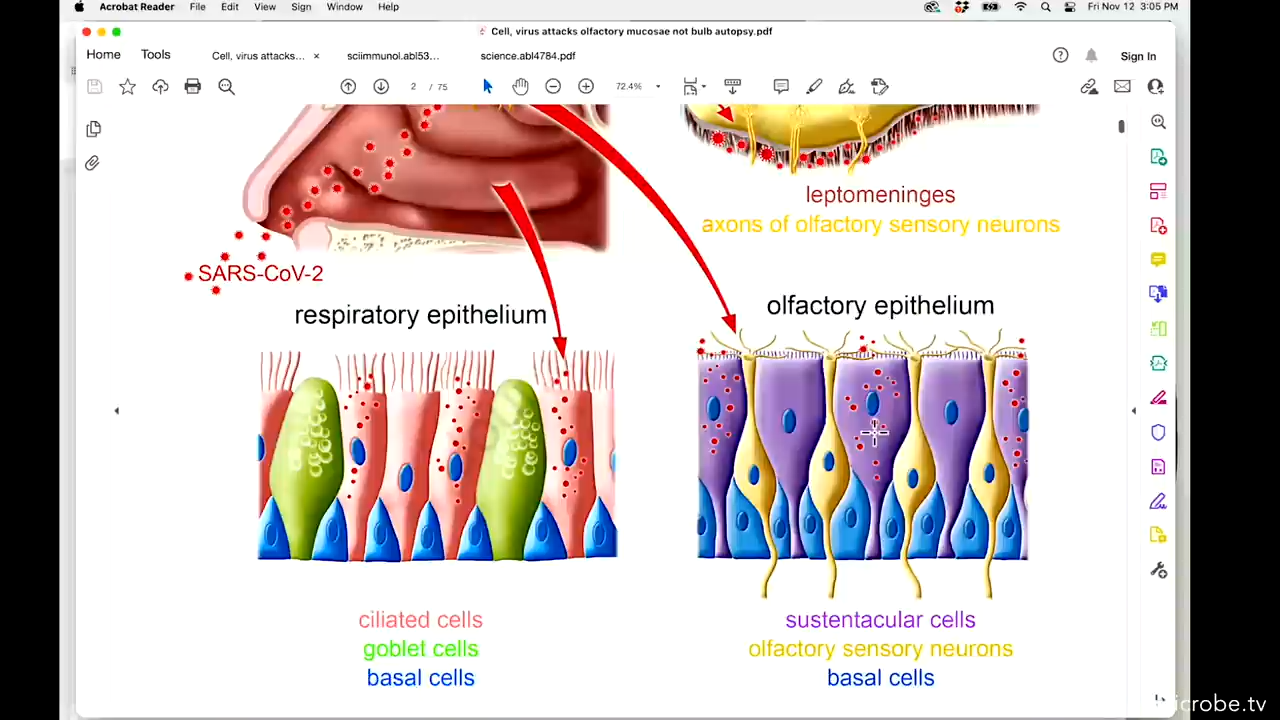 Acrobat Reader File Edit View Sign Window Help Fri Nov 12 3:05 PM
Cell, virus attacks olfactory mucosae not bulb autopsy.pdf
Home Tools Cell, virus attacks... × sciimmunol.abl53... science.abl4784.pdf Sign In
2 / 75 72.4%
leptomeninges
axons of olfactory sensory neurons
SARS-CoV-2
respiratory epithelium
olfactory epithelium
ciliated cells
goblet cells
basal cells
sustentacular cells
olfactory sensory neurons
basal cells
microbe.tv